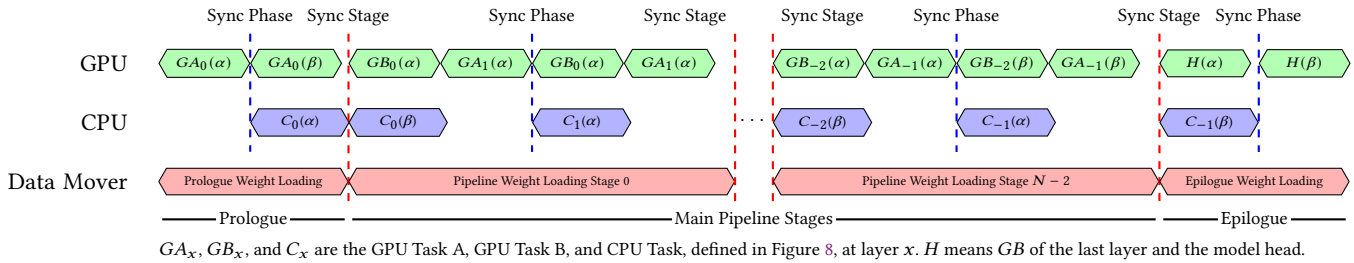 Sync Phase Sync Stage Sync Phase Sync Stage Sync Stage Sync Phase Sync Stage Sync Phase
GPU GA₀(α) GA₀(β) GB₀(α) GA₁(α) GB₀(α) GA₁(α) GB₋₂(α) GA₋₁(α) GB₋₂(β) GA₋₁(β) H(α) H(β)
CPU C₀(α) C₀(β) C₁(α) · · · C₋₂(β) C₋₁(α) C₋₁(β)
Data Mover Prologue Weight Loading Pipeline Weight Loading Stage 0 Pipeline Weight Loading Stage N − 2 Epilogue Weight Loading
Prologue Main Pipeline Stages Epilogue
GAₓ, GBₓ, and Cₓ are the GPU Task A, GPU Task B, and CPU Task, defined in Figure 8, at layer x. H means GB of the last layer and the model head.